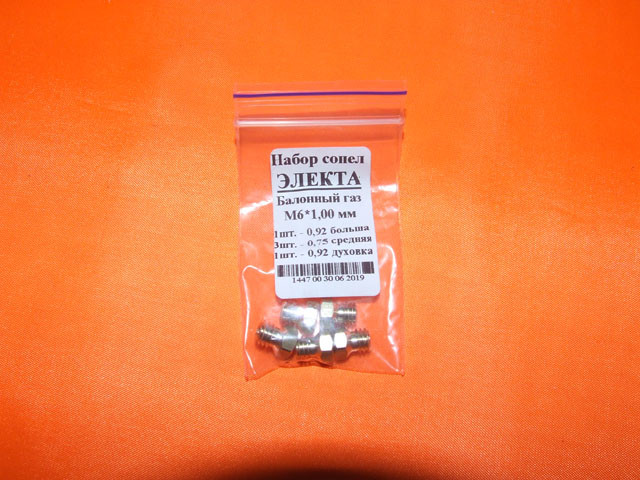 Набор сопел
ЭЛЕКТА
Балонный газ
М6*1,00 мм
1шт. - 0,92 больша
3шт. - 0,75 средняя
1шт. - 0,92 духовка
1447 00 30 06 2019